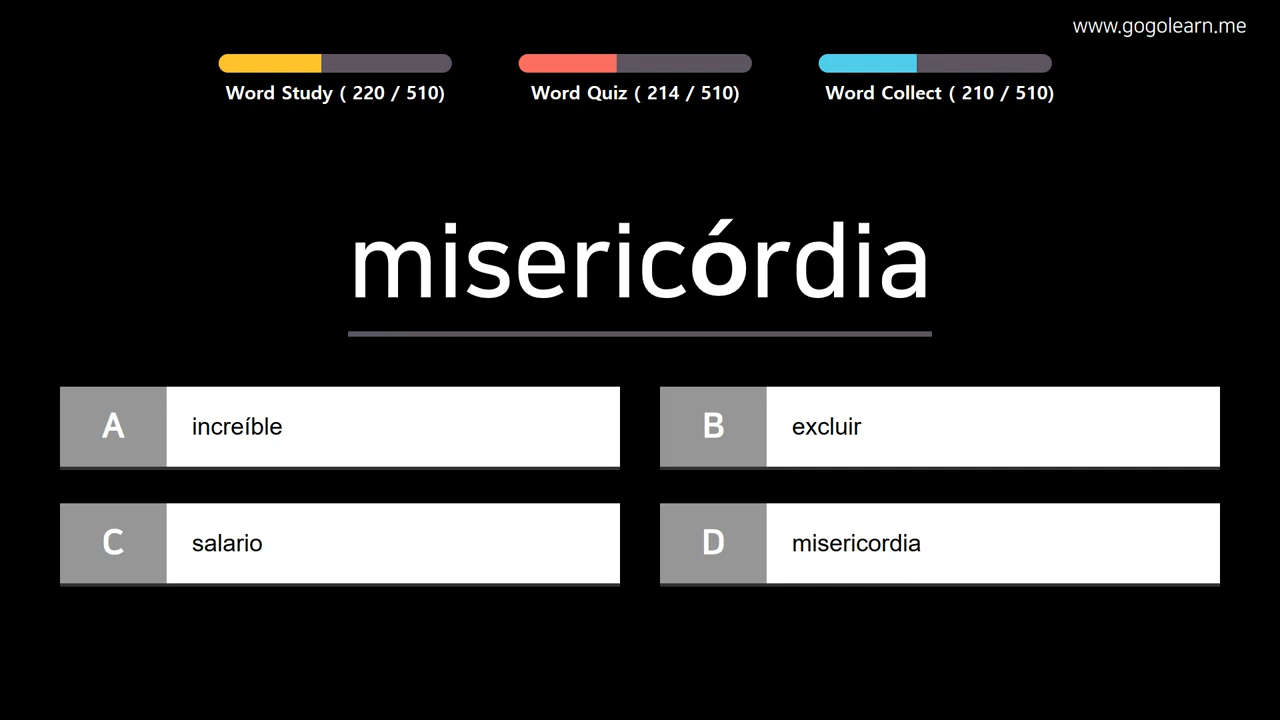 www.gogolearn.me
Word Study ( 220 / 510)
Word Quiz ( 214 / 510)
Word Collect ( 210 / 510)
misericórdia
A
increíble
B
excluir
C
salario
D
misericordia